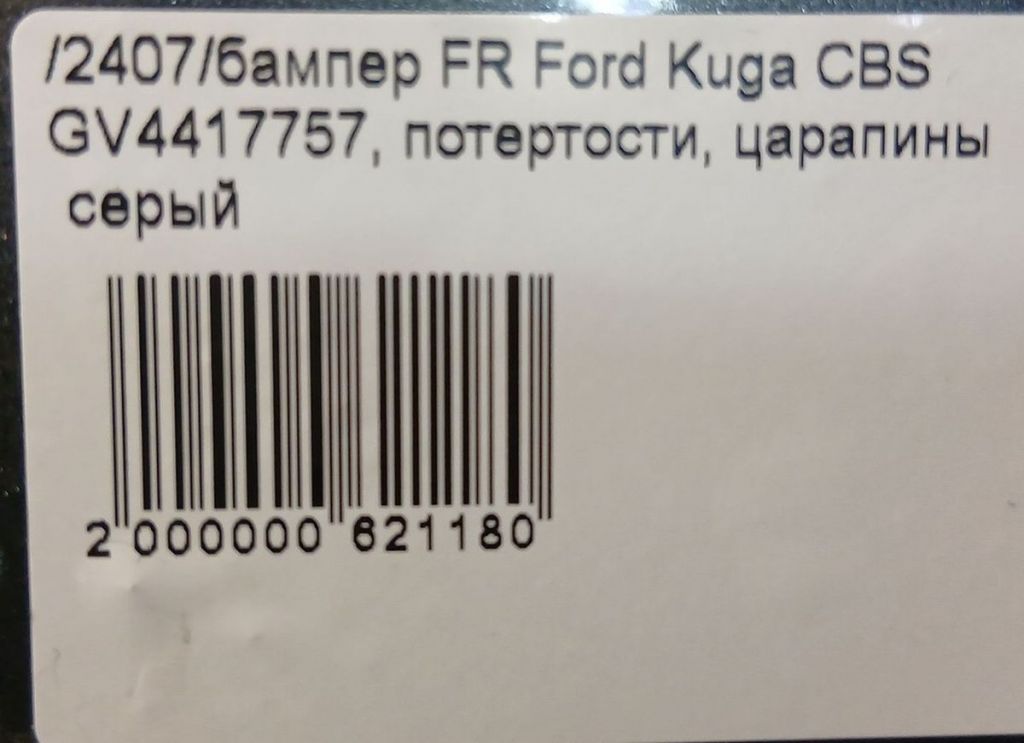 /2407/бампер FR Ford Kuga CBS
GV4417757, потертости, царапины
серый
2 000000 621180